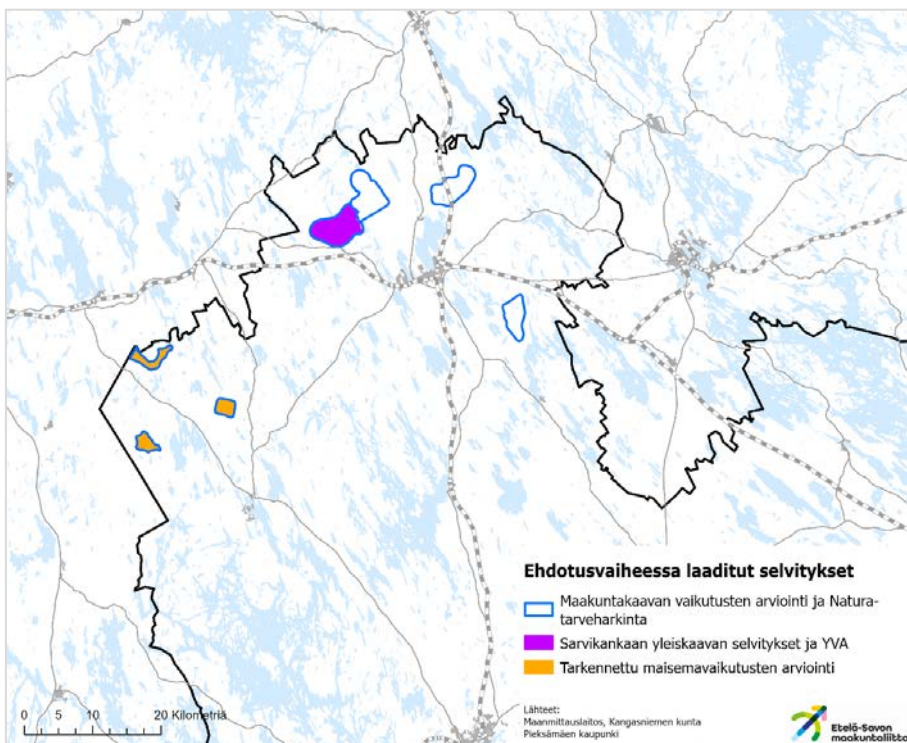 Ehdotusvaiheessa laaditut selvitykset
Maakuntakaavan vaikutusten arviointi ja Natura-
tarveharkinta
Sarvikankaan yleiskaavan selvitykset ja YVA
Tarkennettu maisemavaikutusten arviointi
0 5 10 20 Kilometriä
Lähteet:
Maanmittauslaitos, Kangasniemen kunta
Pieksämäen kaupunki
Etelä-Savon
maakuntaliitto